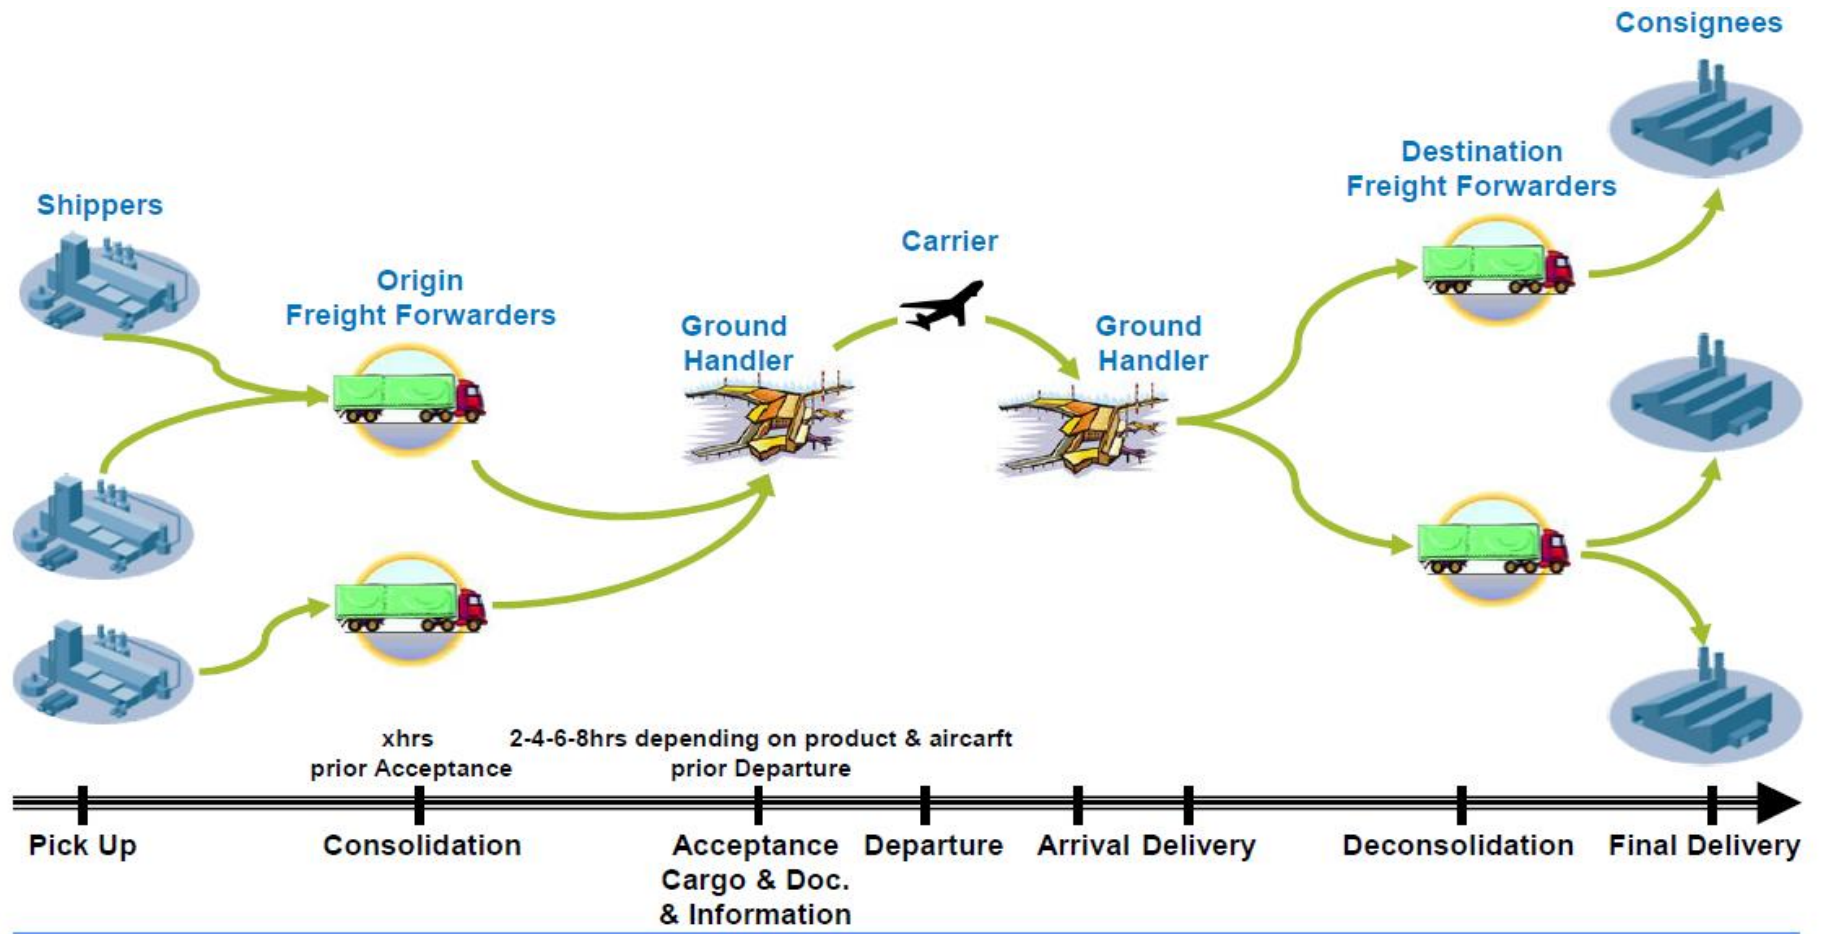 Consignees
Destination
Freight Forwarders
Shippers
Carrier
Origin
Freight Forwarders
Ground
Handler
Ground
Handler
xhrs
prior Acceptance
2-4-6-8hrs depending on product & aircarft
prior Departure
Pick Up
Consolidation
Acceptance
Cargo & Doc.
& Information
Departure
Arrival
Delivery
Deconsolidation
Final Delivery